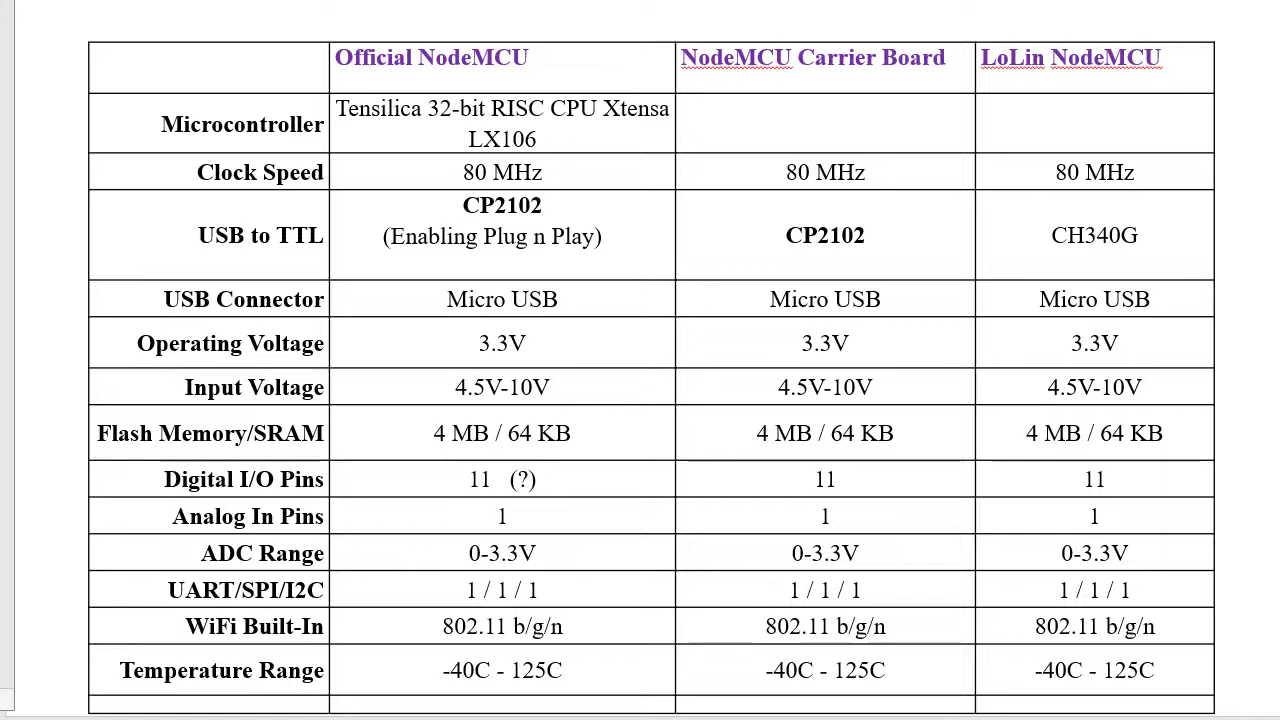 Official NodeMCU NodeMCU Carrier Board LoLin NodeMCU
Microcontroller Tensilica 32-bit RISC CPU Xtensa
LX106
Clock Speed 80 MHz 80 MHz 80 MHz
USB to TTL CP2102
(Enabling Plug n Play) CP2102 CH340G
USB Connector Micro USB Micro USB Micro USB
Operating Voltage 3.3V 3.3V 3.3V
Input Voltage 4.5V-10V 4.5V-10V 4.5V-10V
Flash Memory/SRAM 4 MB / 64 KB 4 MB / 64 KB 4 MB / 64 KB
Digital I/O Pins 11 (?) 11 11
Analog In Pins 1 1 1
ADC Range 0-3.3V 0-3.3V 0-3.3V
UART/SPI/I2C 1 / 1 / 1 1 / 1 / 1 1 / 1 / 1
WiFi Built-In 802.11 b/g/n 802.11 b/g/n 802.11 b/g/n
Temperature Range -40C - 125C -40C - 125C -40C - 125C